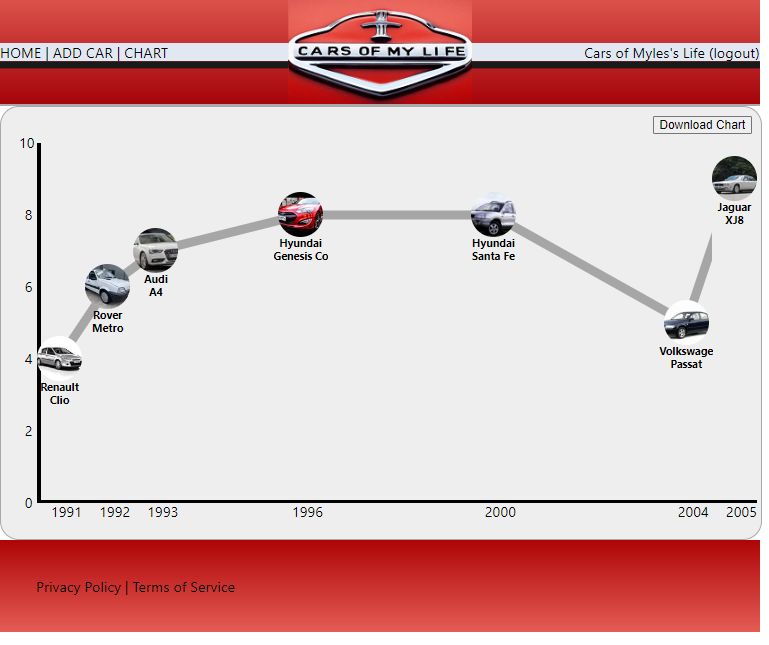 CARS OF MY LIFE
HOME | ADD CAR | CHART
Cars of Myles's Life (logout)
Download Chart
10
8
6
4
2
0
Renault
Clio
Rover
Metro
Audi
A4
Hyundai
Genesis Co
Hyundai
Santa Fe
Volkswage
Passat
Jaguar
XJ8
1991 1992 1993 1996 2000 2004 2005
Privacy Policy | Terms of Service